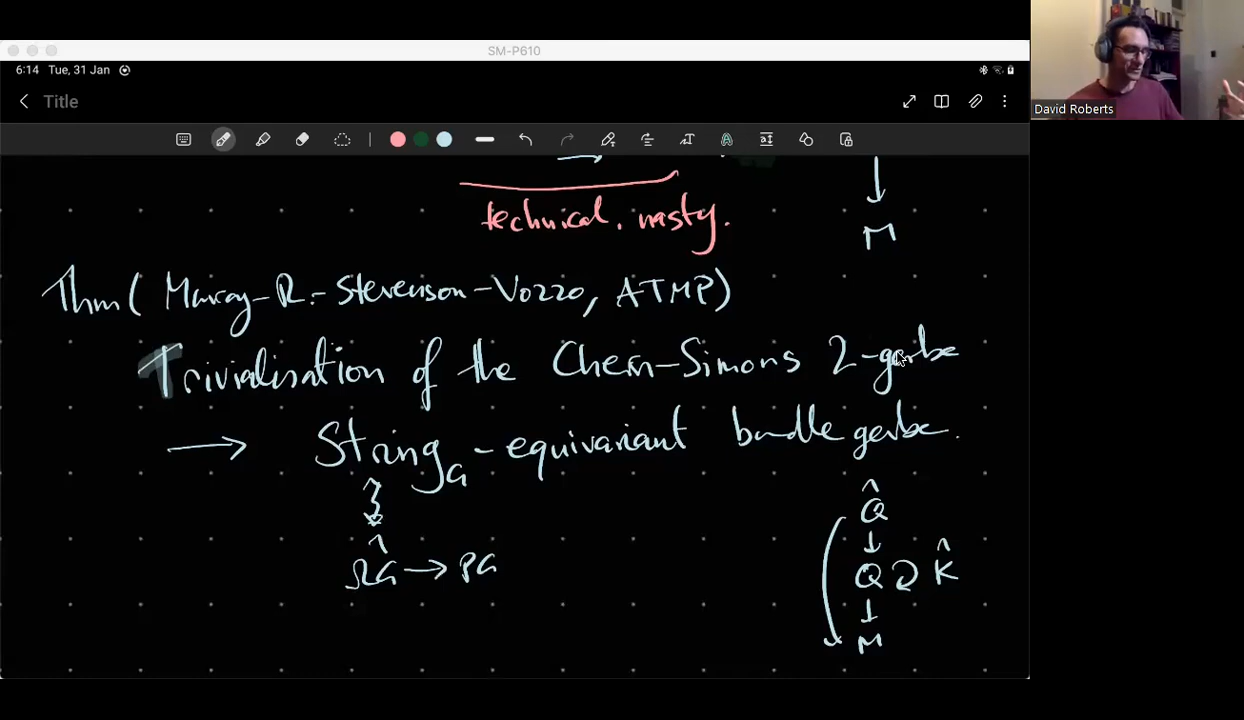 SM-P610
6:14 Tue, 31 Jan
Title
David Roberts
technical. nasty.
M
Thm (Murray-R.-Stevenson-Vozzo, ATMP)
Trivialisation of the Chern-Simons 2-gerbe
→ String_G-equivariant bundle gerbe.
Q̂
↓
Ω̂G → PG
Q ↻ K̂
↓
M